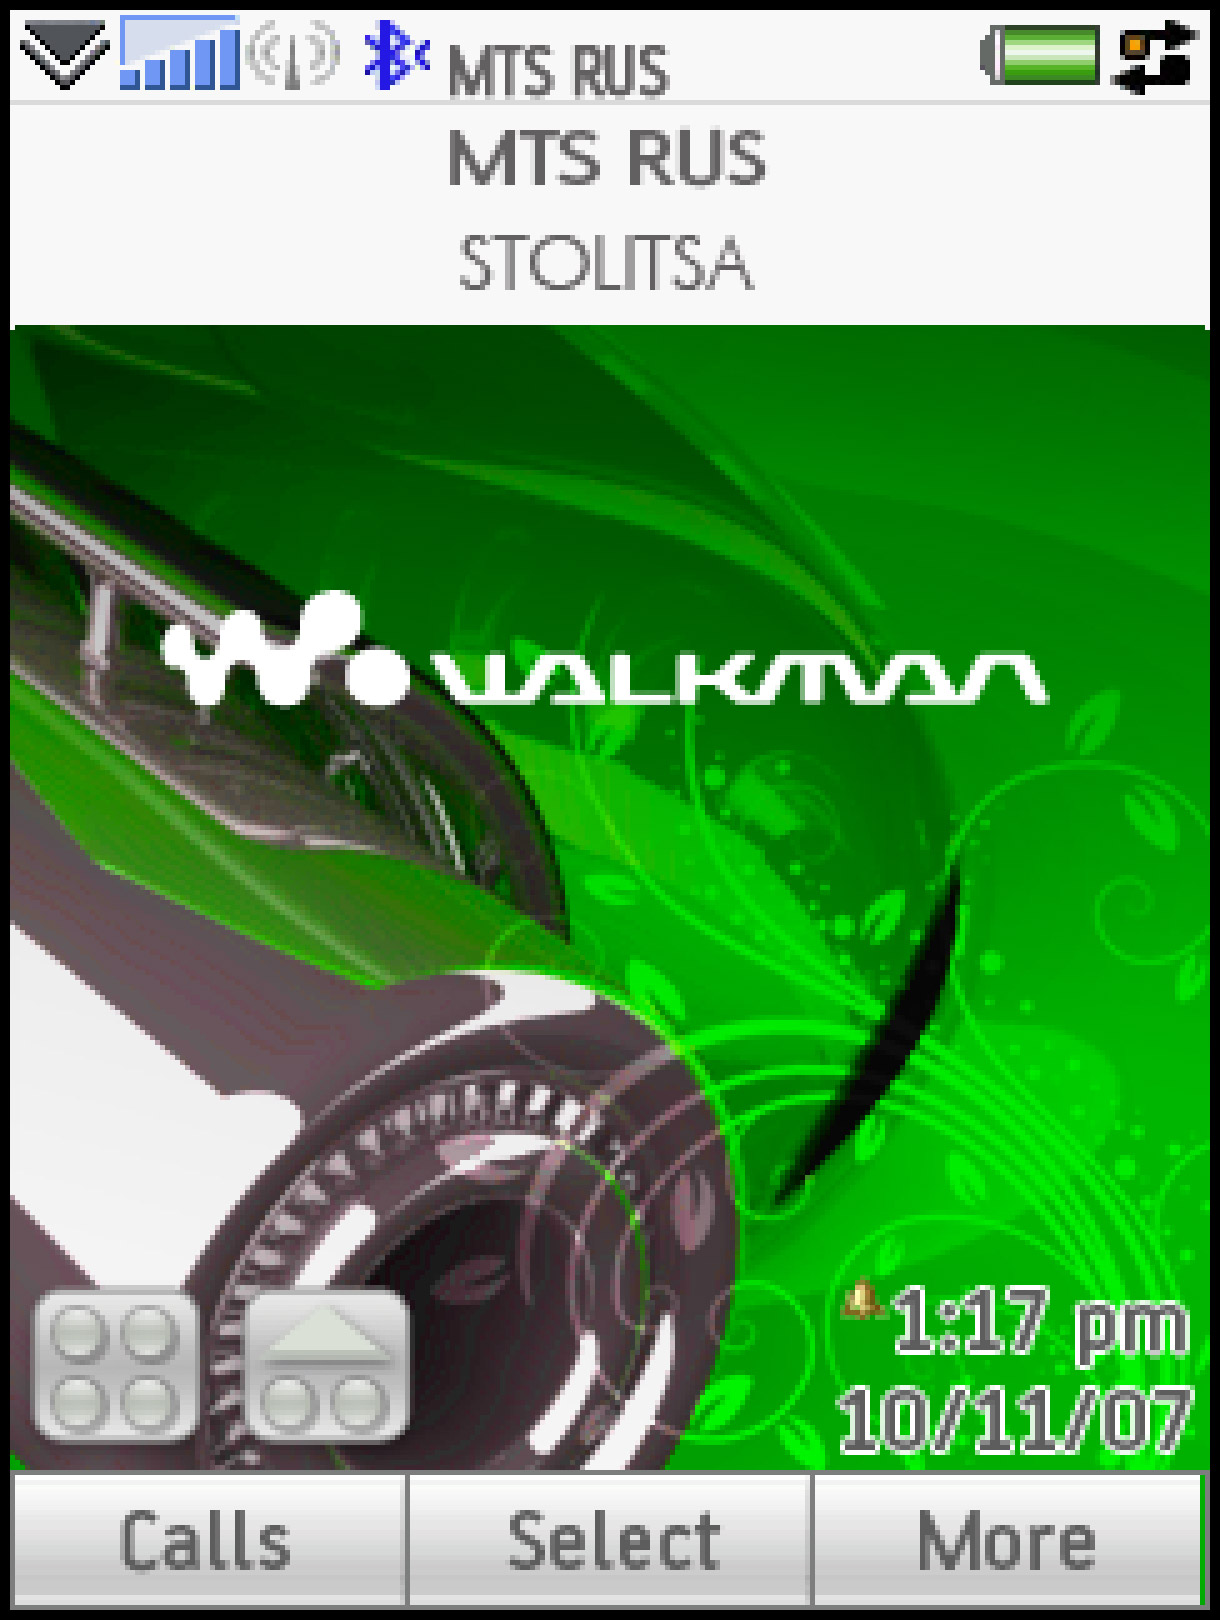 MTS RUS
MTS RUS
STOLITSA
WALKMAN
1:17 pm
10/11/07
Calls Select More